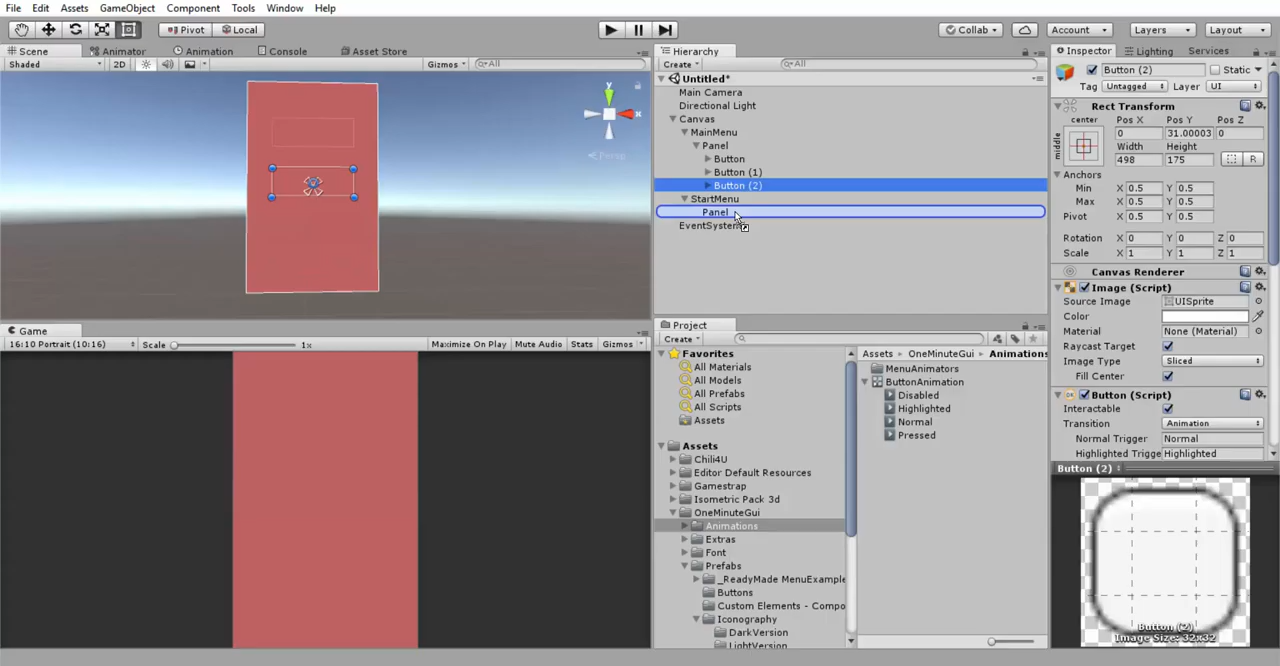 File Edit Assets GameObject Component Tools Window Help
Pivot Local Collab Account Layers Layout
Scene Animator Animation Console Asset Store
Shaded 2D Gizmos All
y
x
Persp
Game
16:10 Portrait (10:16) Scale 1x Maximize On Play Mute Audio Stats Gizmos
Hierarchy
Create All
Untitled*
Main Camera
Directional Light
Canvas
MainMenu
Panel
Button
Button (1)
Button (2)
StartMenu
Panel
EventSystem
Project
Create
Favorites
All Materials
All Models
All Prefabs
All Scripts
Assets
Assets
Chili4U
Editor Default Resources
Gamestrap
Isometric Pack 3d
OneMinuteGui
Animations
Extras
Font
Prefabs
_ReadyMade MenuExample
Buttons
Custom Elements - Compo
Iconography
DarkVersion
LightVersion
Assets OneMinuteGui Animations
MenuAnimators
ButtonAnimation
Disabled
Highlighted
Normal
Pressed
Inspector Lighting Services
Button (2) Static
Tag Untagged Layer UI
Rect Transform
center Pos X Pos Y Pos Z
middle
0 31.00003 0
Width Height
498 175 R
Anchors
Min X 0.5 Y 0.5
Max X 0.5 Y 0.5
Pivot X 0.5 Y 0.5
Rotation X 0 Y 0 Z 0
Scale X 1 Y 1 Z 1
Canvas Renderer
Image (Script)
Source Image UISprite
Color
Material None (Material)
Raycast Target
Image Type Sliced
Fill Center
Button (Script)
Interactable
Transition Animation
Normal Trigger Normal
Highlighted Trigge Highlighted
Button (2)
Button (2)
Image Size: 32x32